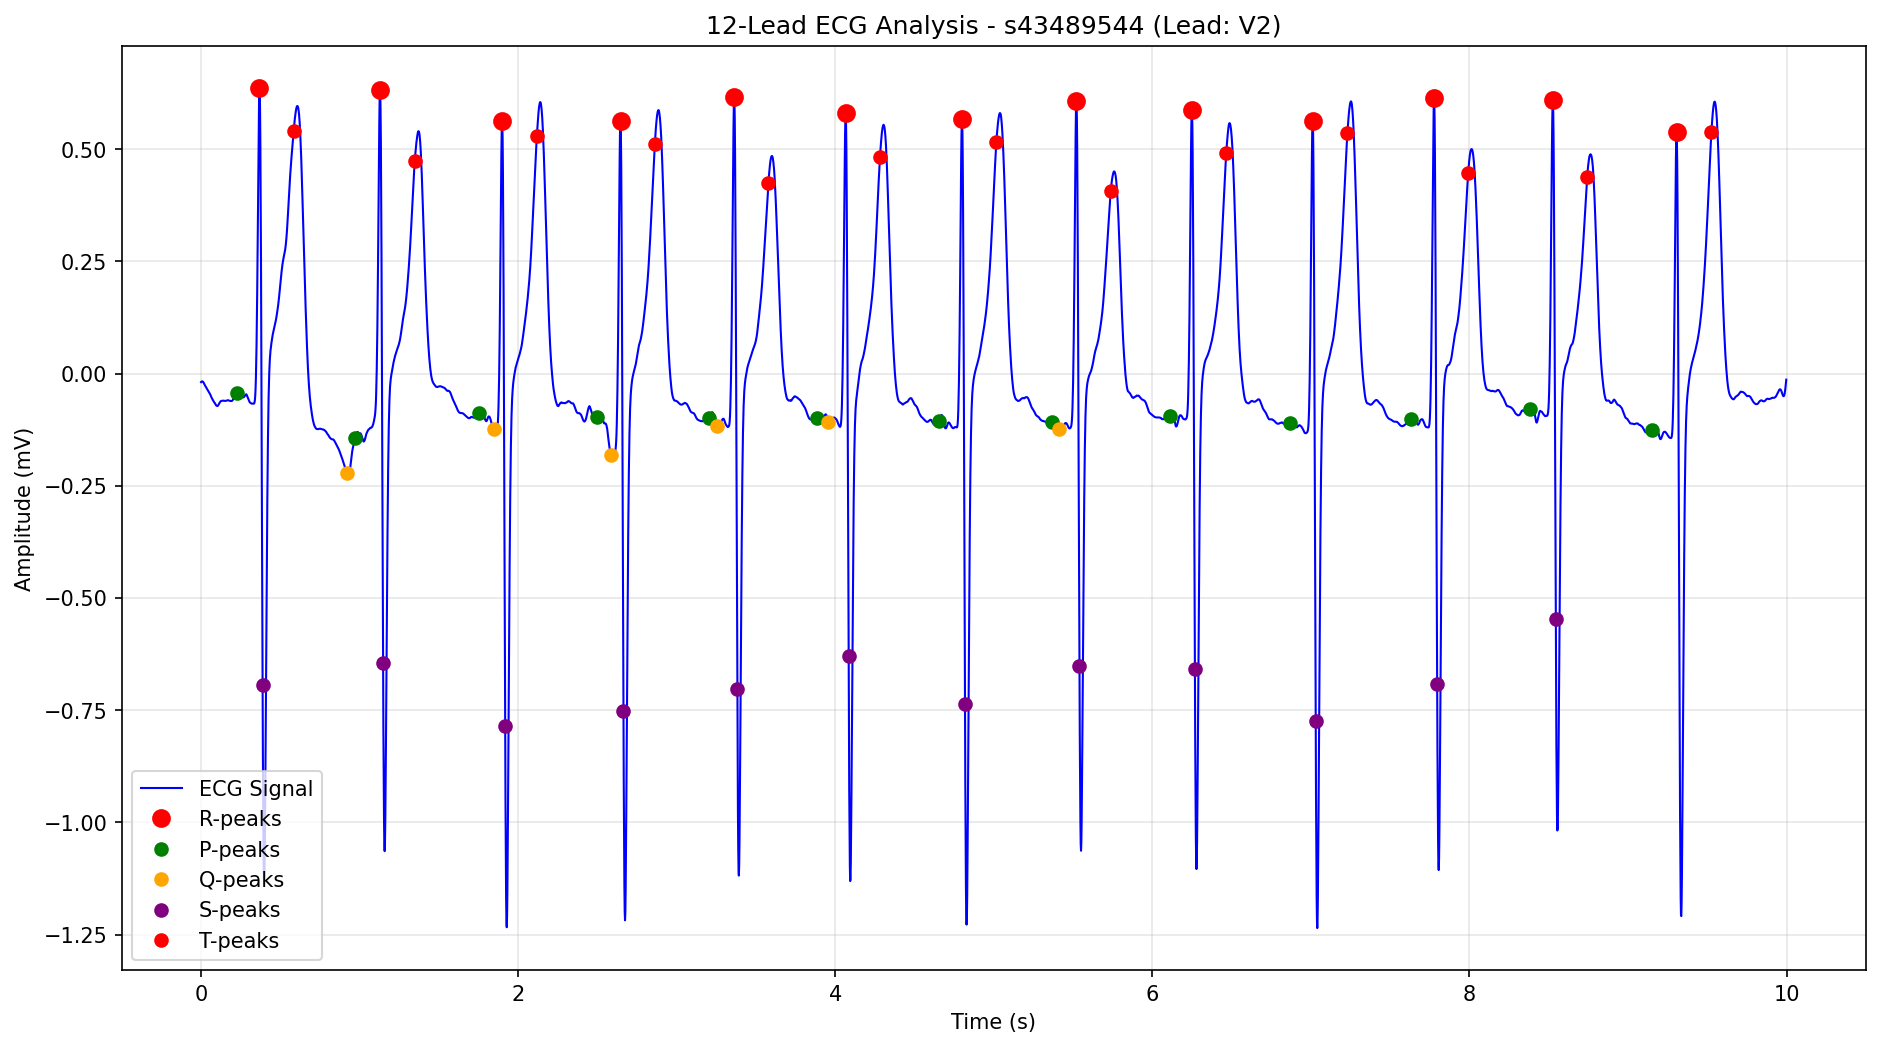 12-Lead ECG Analysis - s43489544 (Lead: V2)
Amplitude (mV)
0.50
0.25
0.00
−0.25
−0.50
−0.75
−1.00
−1.25
ECG Signal
R-peaks
P-peaks
Q-peaks
S-peaks
T-peaks
0 2 4 6 8 10
Time (s)